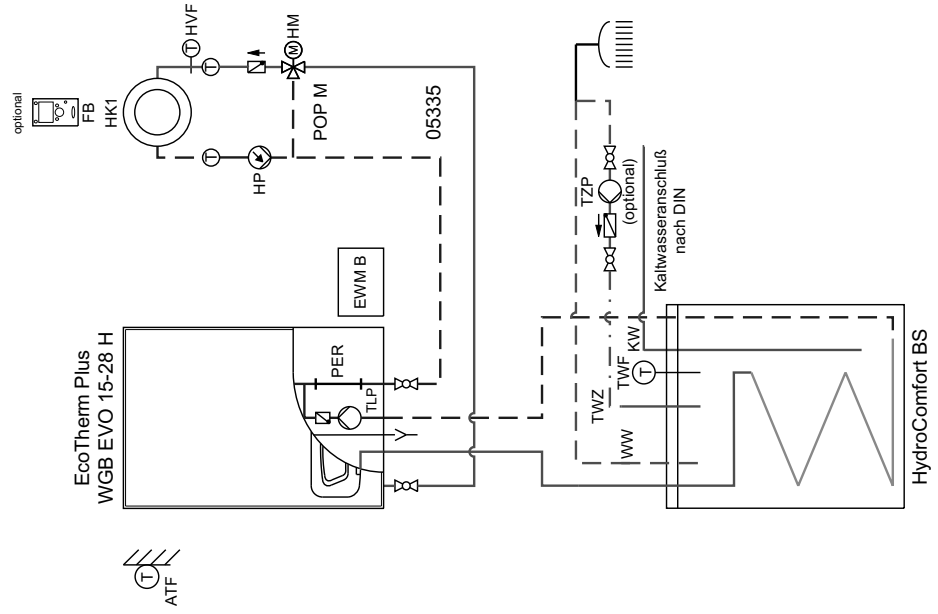 optional
FB
HK1
T HVF
T
M HM
T
HP
POP M
05335
EcoTherm Plus
WGB EVO 15-28 H
EWM B
PER
TLP
T
ATF
TZP
(optional)
Kaltwasseranschluß
nach DIN
KW
TWF
T
TWZ
WW
HydroComfort BS